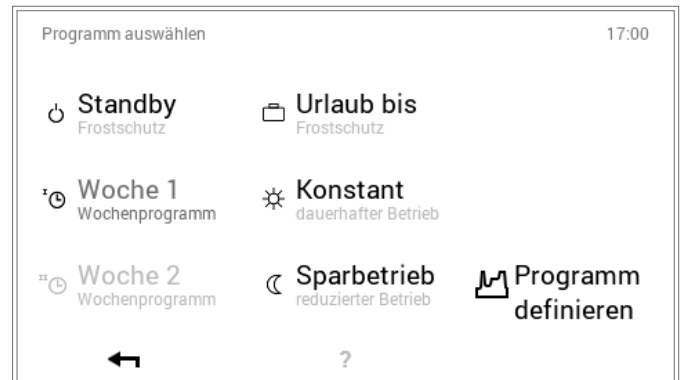 Programm auswählen 17:00
Standby
Frostschutz
Urlaub bis
Frostschutz
Woche 1
Wochenprogramm
Konstant
dauerhafter Betrieb
Woche 2
Wochenprogramm
Sparbetrieb
reduzierter Betrieb
Programm
definieren
?